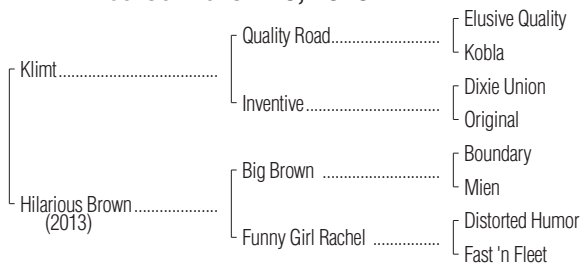 Elusive Quality
Quality Road
Kobla
Klimt
Dixie Union
Inventive
Original
Boundary
Big Brown
Mien
Hilarious Brown
(2013)
Distorted Humor
Funny Girl Rachel
Fast 'n Fleet